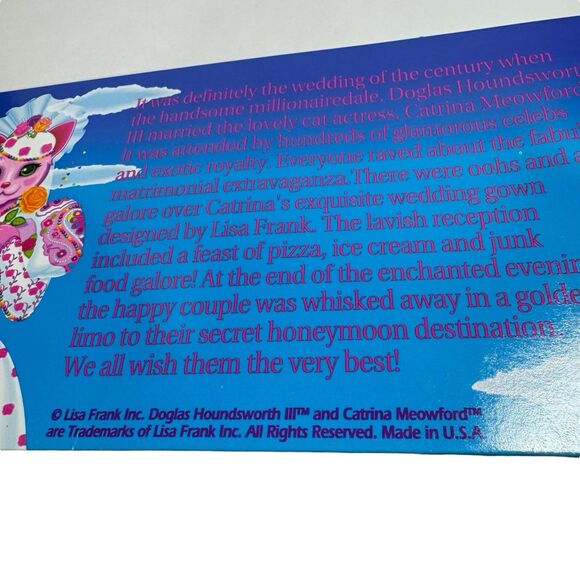 It was definitely the wedding of the century when
the handsome millionairedale, Doglas Houndsworth
III married the lovely cat actress, Catrina Meowford
It was attended by hundreds of glamorous celebs
and exotic royalty. Everyone raved about the fabu
matrimonial extravaganza. There were oohs and a
galore over Catrina's exquisite wedding gown
designed by Lisa Frank. The lavish reception
included a feast of pizza, ice cream and junk
food galore! At the end of the enchanted evenin
the happy couple was whisked away in a golde
limo to their secret honeymoon destination.
We all wish them the very best!
© Lisa Frank Inc. Doglas Houndsworth III™ and Catrina Meowford™
are Trademarks of Lisa Frank Inc. All Rights Reserved. Made in U.S.A.